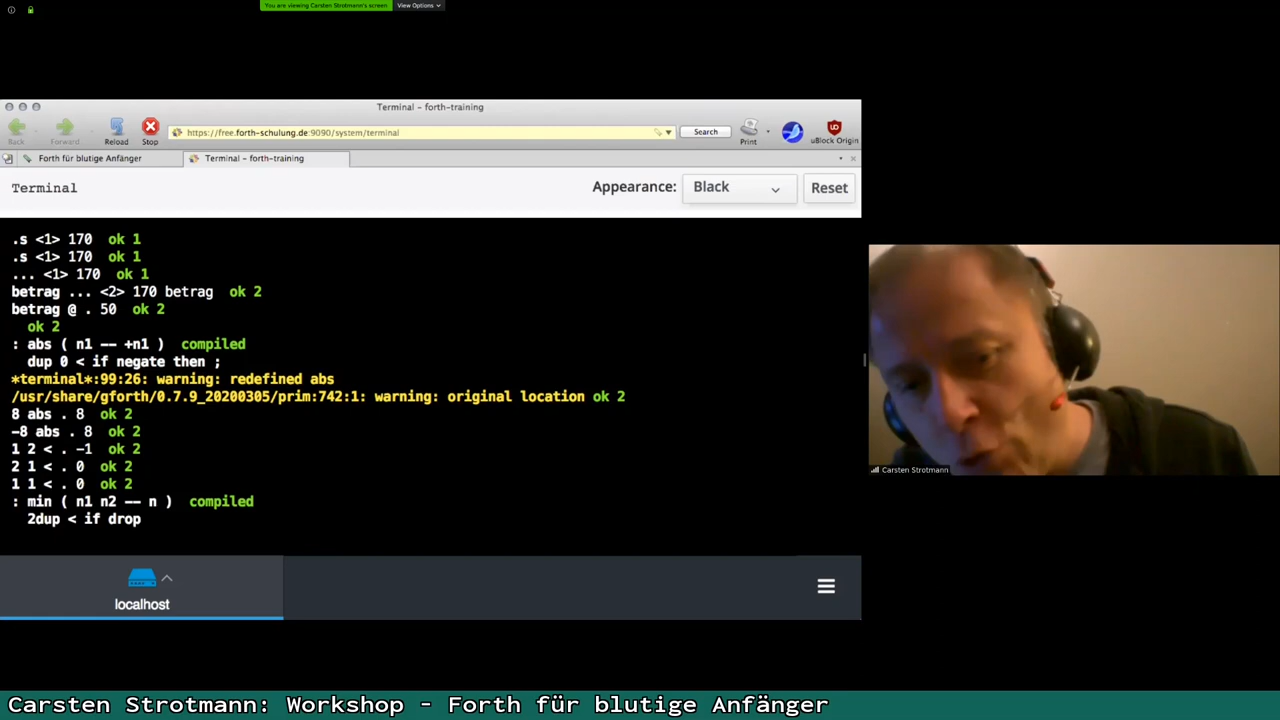 You are viewing Carsten Strotmann's screen
View Options
Terminal - forth-training
Back
Forward
Reload
Stop
https://free.forth-schulung.de:9090/system/terminal
Search
Print
uBlock Origin
Forth für blutige Anfänger
Terminal - forth-training
Terminal
Appearance:
Black
Reset
.s <1> 170  ok 1
.s <1> 170  ok 1
... <1> 170  ok 1
betrag ... <2> 170 betrag  ok 2
betrag @ . 50  ok 2
ok 2
: abs ( n1 -- +n1 )  compiled
dup 0 < if negate then ;
*terminal*:99:26: warning: redefined abs
/usr/share/gforth/0.7.9_20200305/prim:742:1: warning: original location ok 2
8 abs . 8  ok 2
-8 abs . 8  ok 2
1 2 < . -1  ok 2
2 1 < . 0  ok 2
1 1 < . 0  ok 2
: min ( n1 n2 -- n )  compiled
2dup < if drop
localhost
Carsten Strotmann
Carsten Strotmann: Workshop - Forth für blutige Anfänger